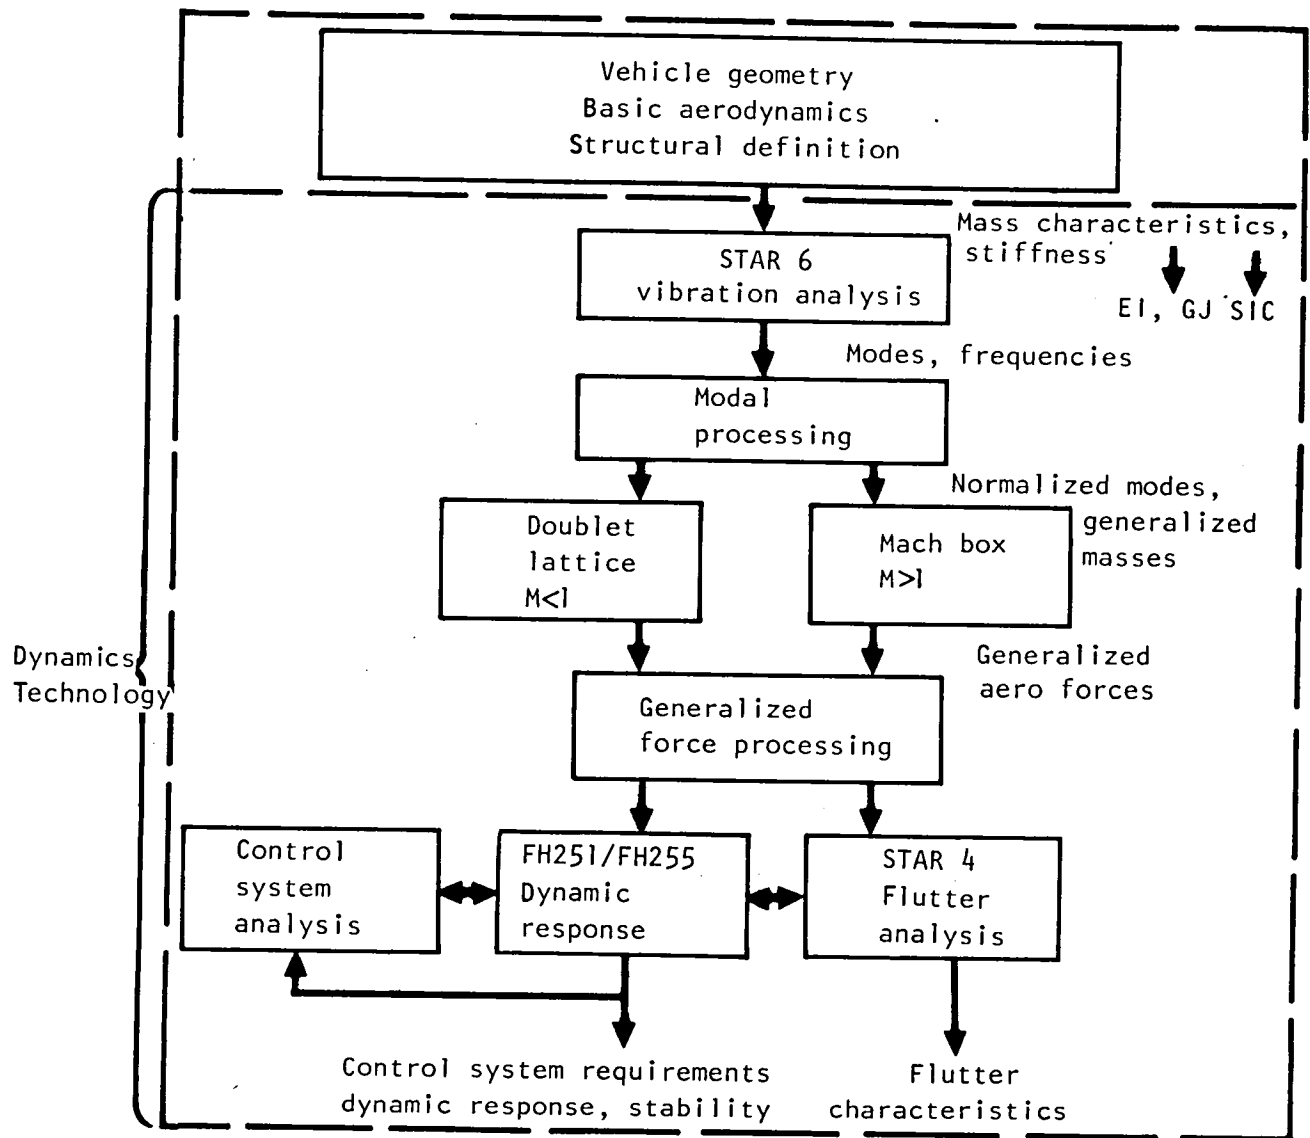 Vehicle geometry
Basic aerodynamics
Structural definition
Mass characteristics,
stiffness
EI, GJ SIC
STAR 6
vibration analysis
Modes, frequencies
Modal
processing
Normalized modes,
generalized
masses
Doublet
lattice
M<1
Mach box
M>1
Generalized
aero forces
Dynamics
Technology
Generalized
force processing
Control
system
analysis
FH251/FH255
Dynamic
response
STAR 4
Flutter
analysis
Control system requirements
dynamic response, stability
Flutter
characteristics